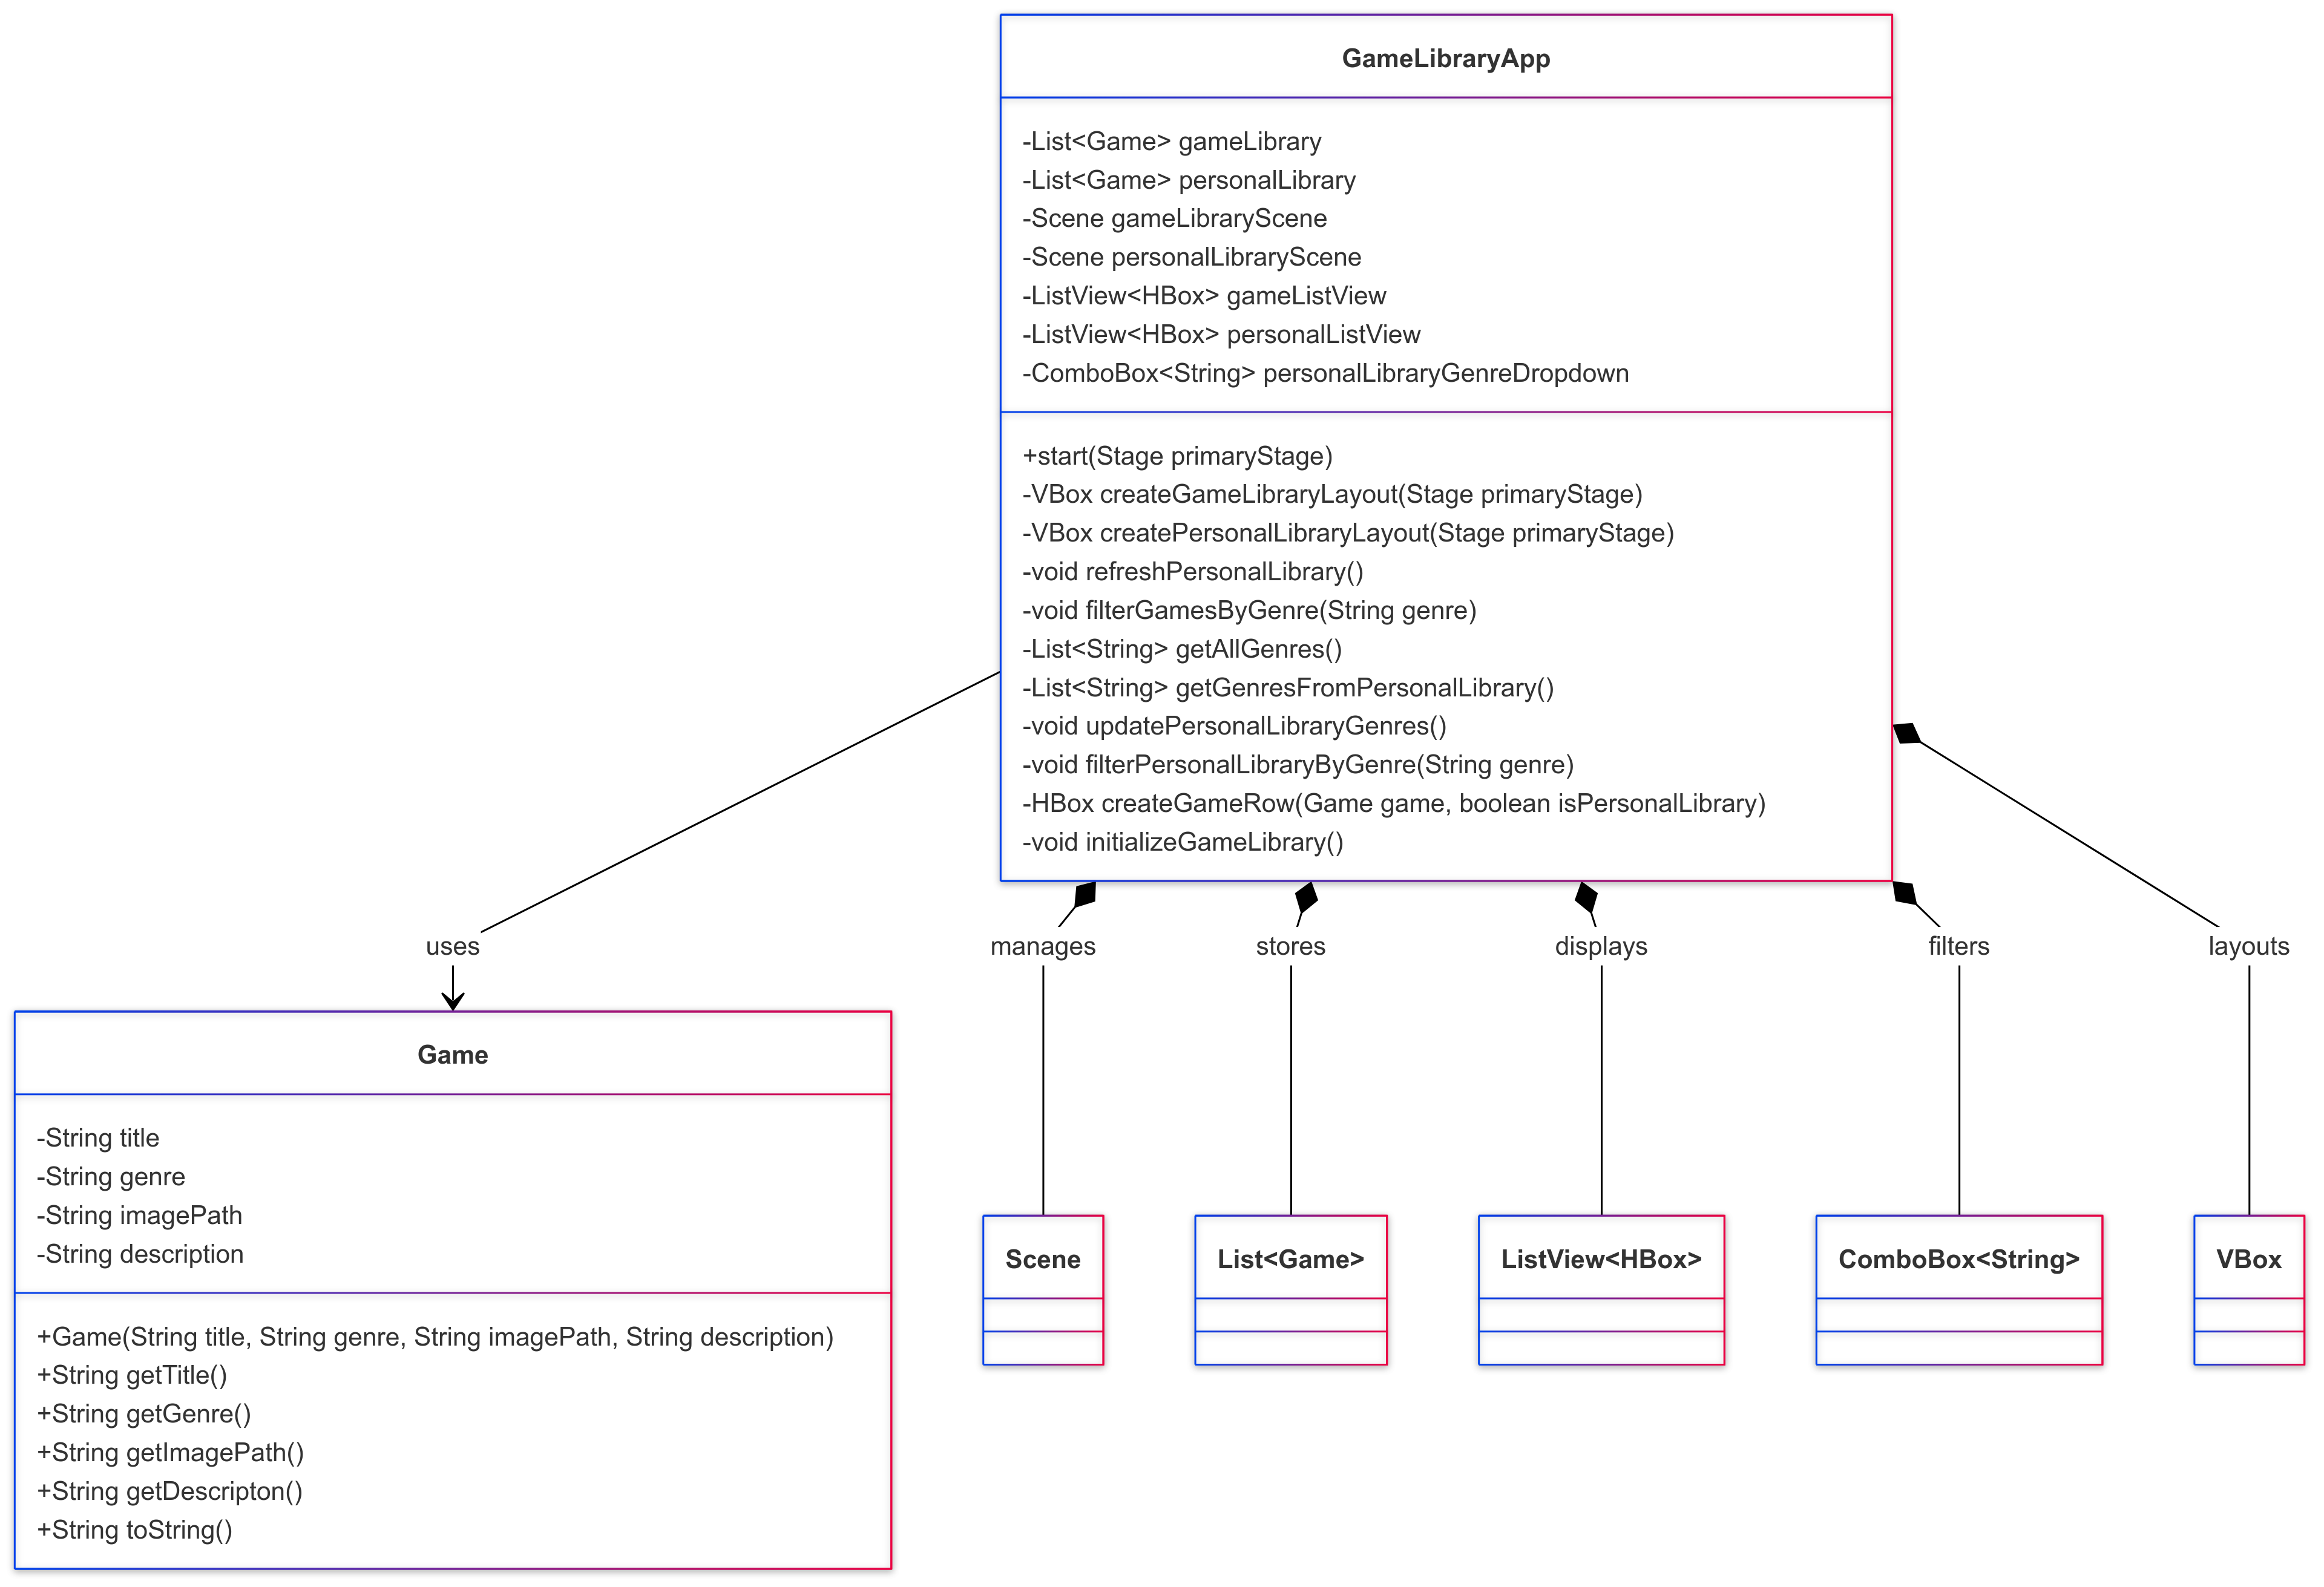 GameLibraryApp
-List<Game> gameLibrary
-List<Game> personalLibrary
-Scene gameLibraryScene
-Scene personalLibraryScene
-ListView<HBox> gameListView
-ListView<HBox> personalListView
-ComboBox<String> personalLibraryGenreDropdown
+start(Stage primaryStage)
-VBox createGameLibraryLayout(Stage primaryStage)
-VBox createPersonalLibraryLayout(Stage primaryStage)
-void refreshPersonalLibrary()
-void filterGamesByGenre(String genre)
-List<String> getAllGenres()
-List<String> getGenresFromPersonalLibrary()
-void updatePersonalLibraryGenres()
-void filterPersonalLibraryByGenre(String genre)
-HBox createGameRow(Game game, boolean isPersonalLibrary)
-void initializeGameLibrary()
uses
manages
stores
displays
filters
layouts
Game
-String title
-String genre
-String imagePath
-String description
+Game(String title, String genre, String imagePath, String description)
+String getTitle()
+String getGenre()
+String getImagePath()
+String getDescripton()
+String toString()
Scene
List<Game>
ListView<HBox>
ComboBox<String>
VBox